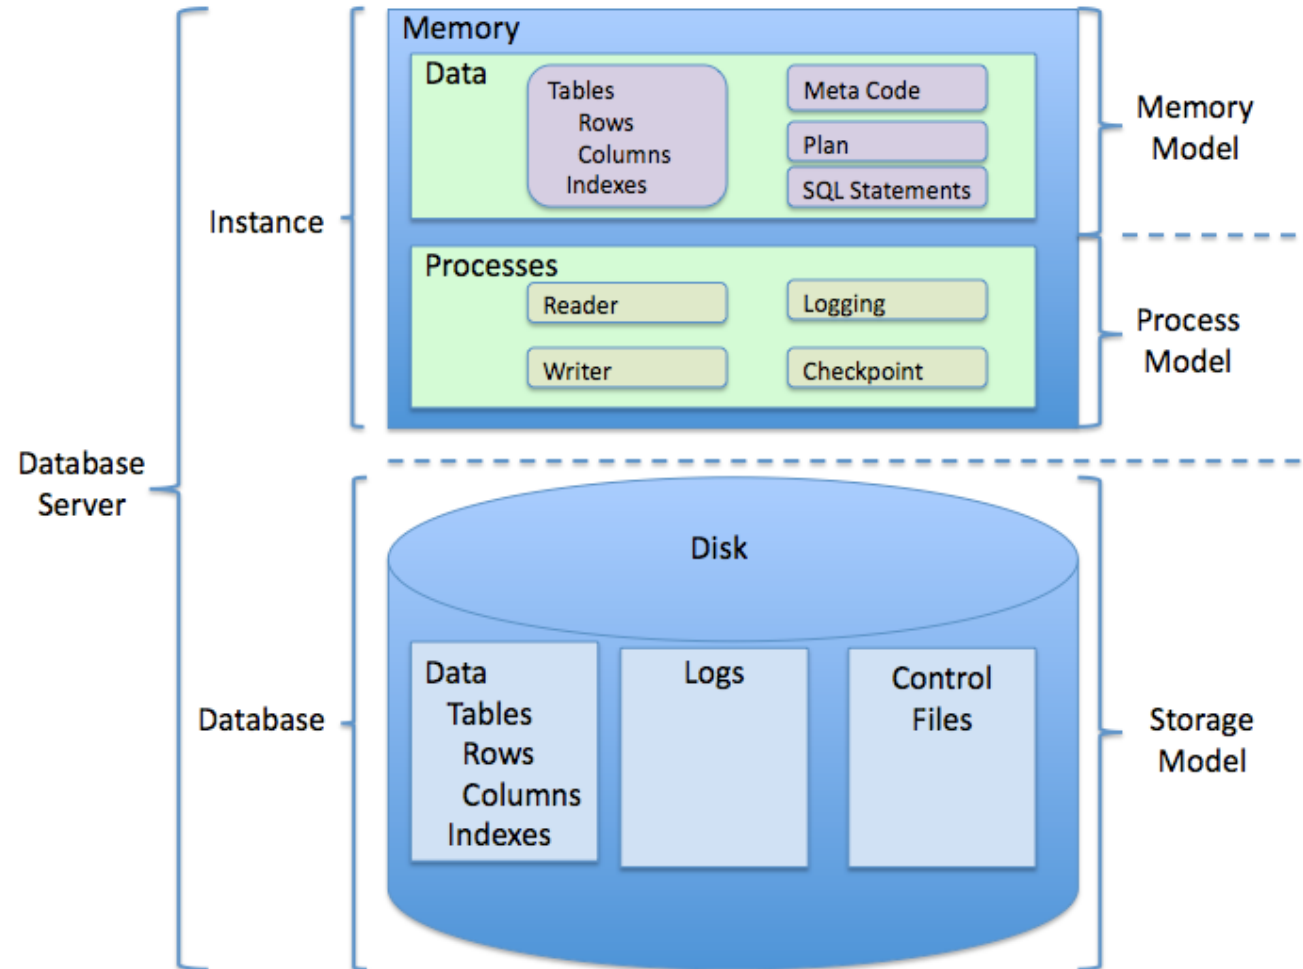 Memory
Data
Tables
Rows
Columns
Indexes
Meta Code
Plan
SQL Statements
Memory
Model
Instance
Processes
Reader
Logging
Writer
Checkpoint
Process
Model
Database
Server
Disk
Data
Tables
Rows
Columns
Indexes
Logs
Control
Files
Database
Storage
Model